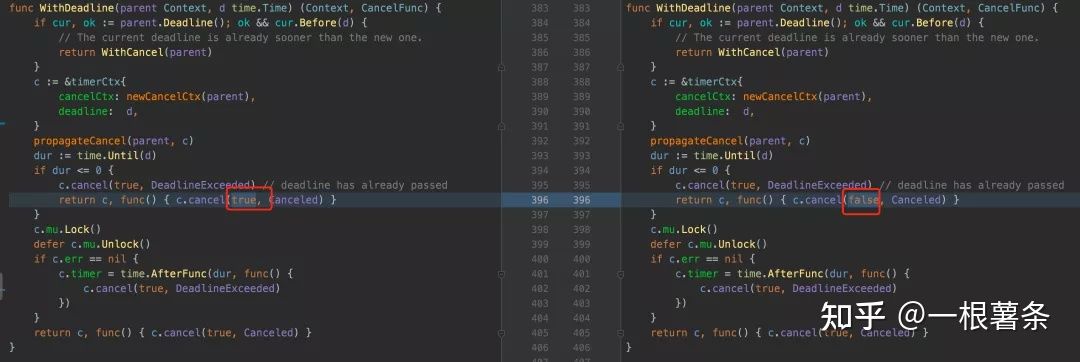 func WithDeadline(parent Context, d time.Time) (Context, CancelFunc) {
    if cur, ok := parent.Deadline(); ok && cur.Before(d) {
        // The current deadline is already sooner than the new one.
        return WithCancel(parent)
    }
    c := &timerCtx{
        cancelCtx: newCancelCtx(parent),
        deadline:  d,
    }
    propagateCancel(parent, c)
    dur := time.Until(d)
    if dur <= 0 {
        c.cancel(true, DeadlineExceeded) // deadline has already passed
        return c, func() { c.cancel(true, Canceled) }
    }
    c.mu.Lock()
    defer c.mu.Unlock()
    if c.err == nil {
        c.timer = time.AfterFunc(dur, func() {
            c.cancel(true, DeadlineExceeded)
        })
    }
    return c, func() { c.cancel(true, Canceled) }
}
383 383
384 384
385 385
386 386
387 387
388 388
389 389
390 390
391 391
392 392
393 393
394 394
395 395
396 396
397 397
398 398
399 399
400 400
401 401
402 402
403 403
404 404
405 405
406 406
func WithDeadline(parent Context, d time.Time) (Context, CancelFunc) {
    if cur, ok := parent.Deadline(); ok && cur.Before(d) {
        // The current deadline is already sooner than the new one.
        return WithCancel(parent)
    }
    c := &timerCtx{
        cancelCtx: newCancelCtx(parent),
        deadline:  d,
    }
    propagateCancel(parent, c)
    dur := time.Until(d)
    if dur <= 0 {
        c.cancel(true, DeadlineExceeded) // deadline has already passed
        return c, func() { c.cancel(false, Canceled) }
    }
    c.mu.Lock()
    defer c.mu.Unlock()
    if c.err == nil {
        c.timer = time.AfterFunc(dur, func() {
            c.cancel(true, DeadlineExceeded)
        })
    }
    return c, func() { c.cancel(true, Canceled) }
}
知乎 @一根薯条